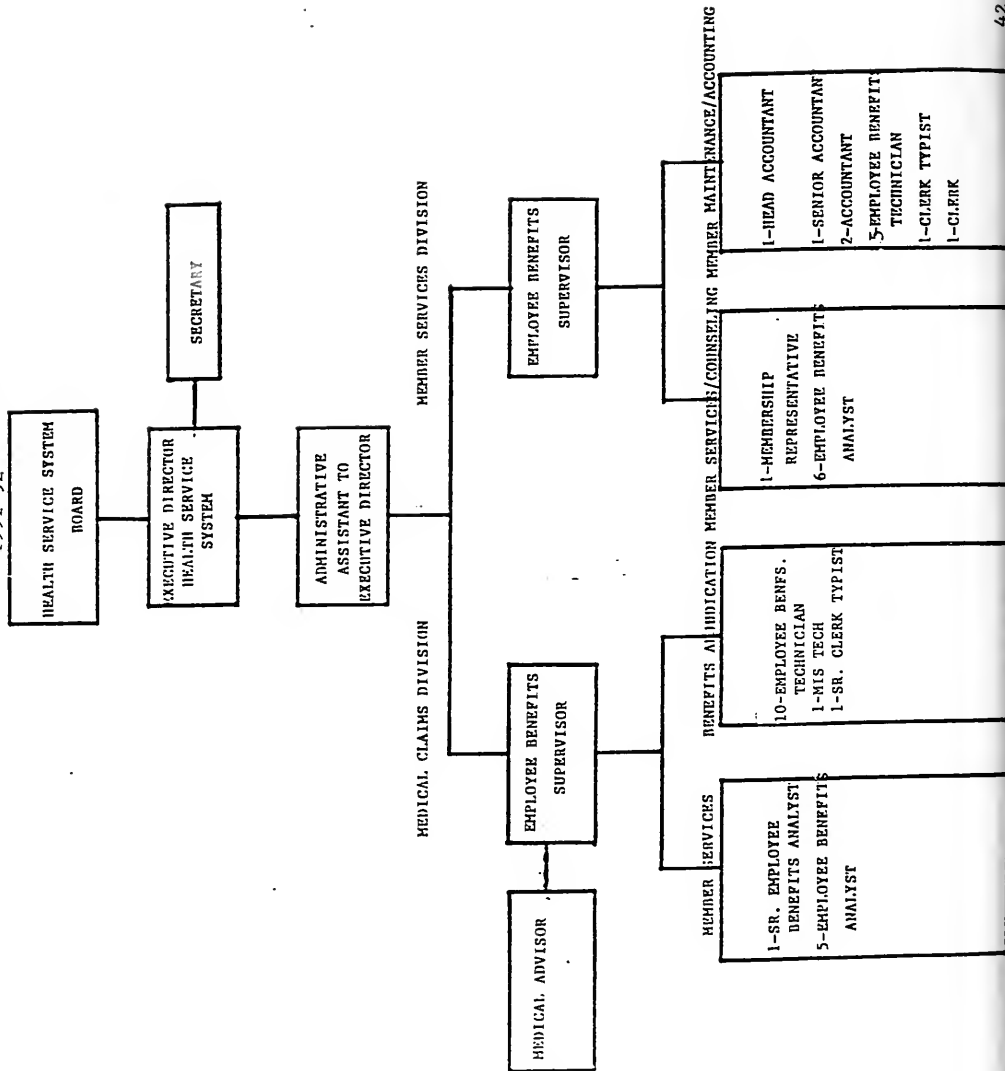 HEALTH SERVICE SYSTEM
BOARD
EXECUTIVE DIRECTOR
HEALTH SERVICE
SYSTEM
SECRETARY
ADMINISTRATIVE
ASSISTANT TO
EXECUTIVE DIRECTOR
MEDICAL CLAIMS DIVISION
MEMBER SERVICES DIVISION
MEDICAL ADVISOR
EMPLOYEE BENEFITS
SUPERVISOR
EMPLOYEE BENEFITS
SUPERVISOR
MEMBER SERVICES
1-SR. EMPLOYEE
BENEFITS ANALYST
5-EMPLOYEE BENEFITS
ANALYST
BENEFITS ADJUDICATION
10-EMPLOYEE BENFS.
TECHNICIAN
1-MIS TECH
1-SR. CLERK TYPIST
MEMBER SERVICES/COUNSELING
1-MEMBERSHIP
REPRESENTATIVE
6-EMPLOYEE BENEFITS
ANALYST
MEMBER MAINTENANCE/ACCOUNTING
1-HEAD ACCOUNTANT
1-SENIOR ACCOUNTANT
2-ACCOUNTANT
5-EMPLOYEE BENEFITS
TECHNICIAN
1-CLERK TYPIST
1-CLERK